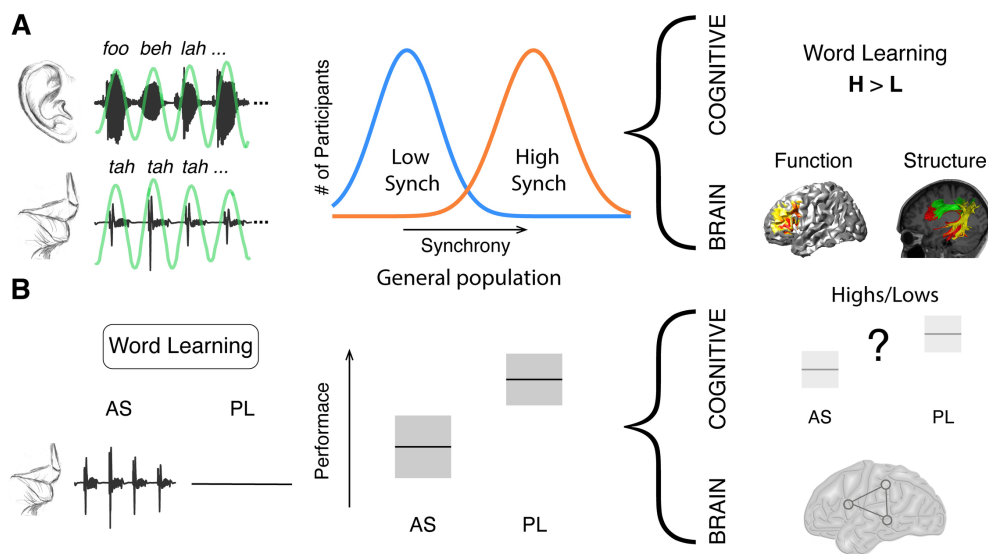 A
foo beh lah ...
...
tah tah tah ...
...
# of Participants
Low
Synch
High
Synch
Synchrony
General population
COGNITIVE
BRAIN
Word Learning
H > L
Function
Structure
B
Word Learning
AS
PL
Performace
AS
PL
COGNITIVE
BRAIN
Highs/Lows
?
AS
PL